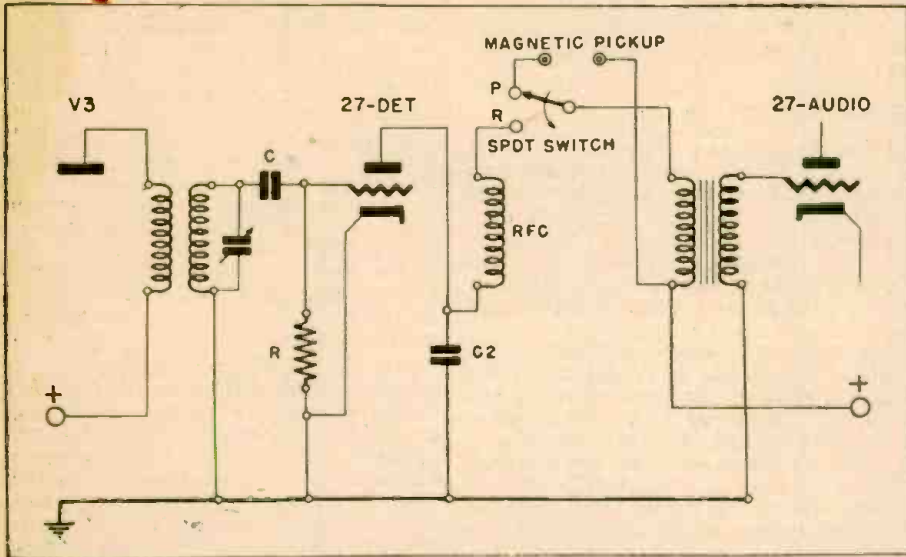 MAGNETIC PICKUP
V3
27-DET
P
27-AUDIO
R
SPDT SWITCH
C
RFC
R
C2
+
+